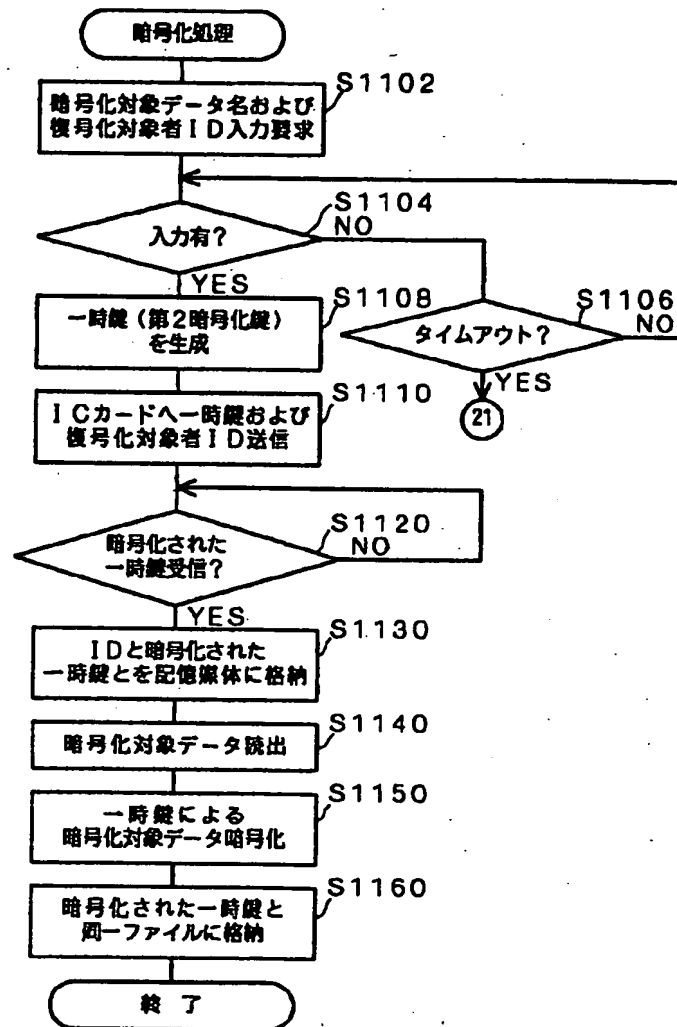 暗号化処理
S1102
暗号化対象データ名および
復号化対象者ID入力要求
S1104
入力有?
NO
YES
S1108
一時鍵(第2暗号化鍵)
を生成
S1106
タイムアウト?
NO
YES
21
S1110
ICカードへ一時鍵および
復号化対象者ID送信
S1120
暗号化された
一時鍵受信?
NO
YES
S1130
IDと暗号化された
一時鍵とを記憶媒体に格納
S1140
暗号化対象データ読出
S1150
一時鍵による
暗号化対象データ暗号化
S1160
暗号化された一時鍵と
同一ファイルに格納
終了